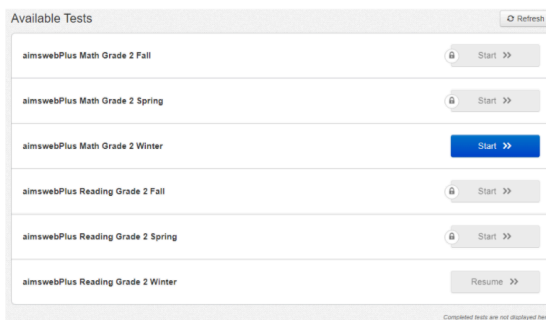 Available Tests
Refresh
aimswebPlus Math Grade 2 Fall
Start
aimswebPlus Math Grade 2 Spring
Start
aimswebPlus Math Grade 2 Winter
Start
aimswebPlus Reading Grade 2 Fall
Start
aimswebPlus Reading Grade 2 Spring
Start
aimswebPlus Reading Grade 2 Winter
Resume
Completed tests are not displayed her